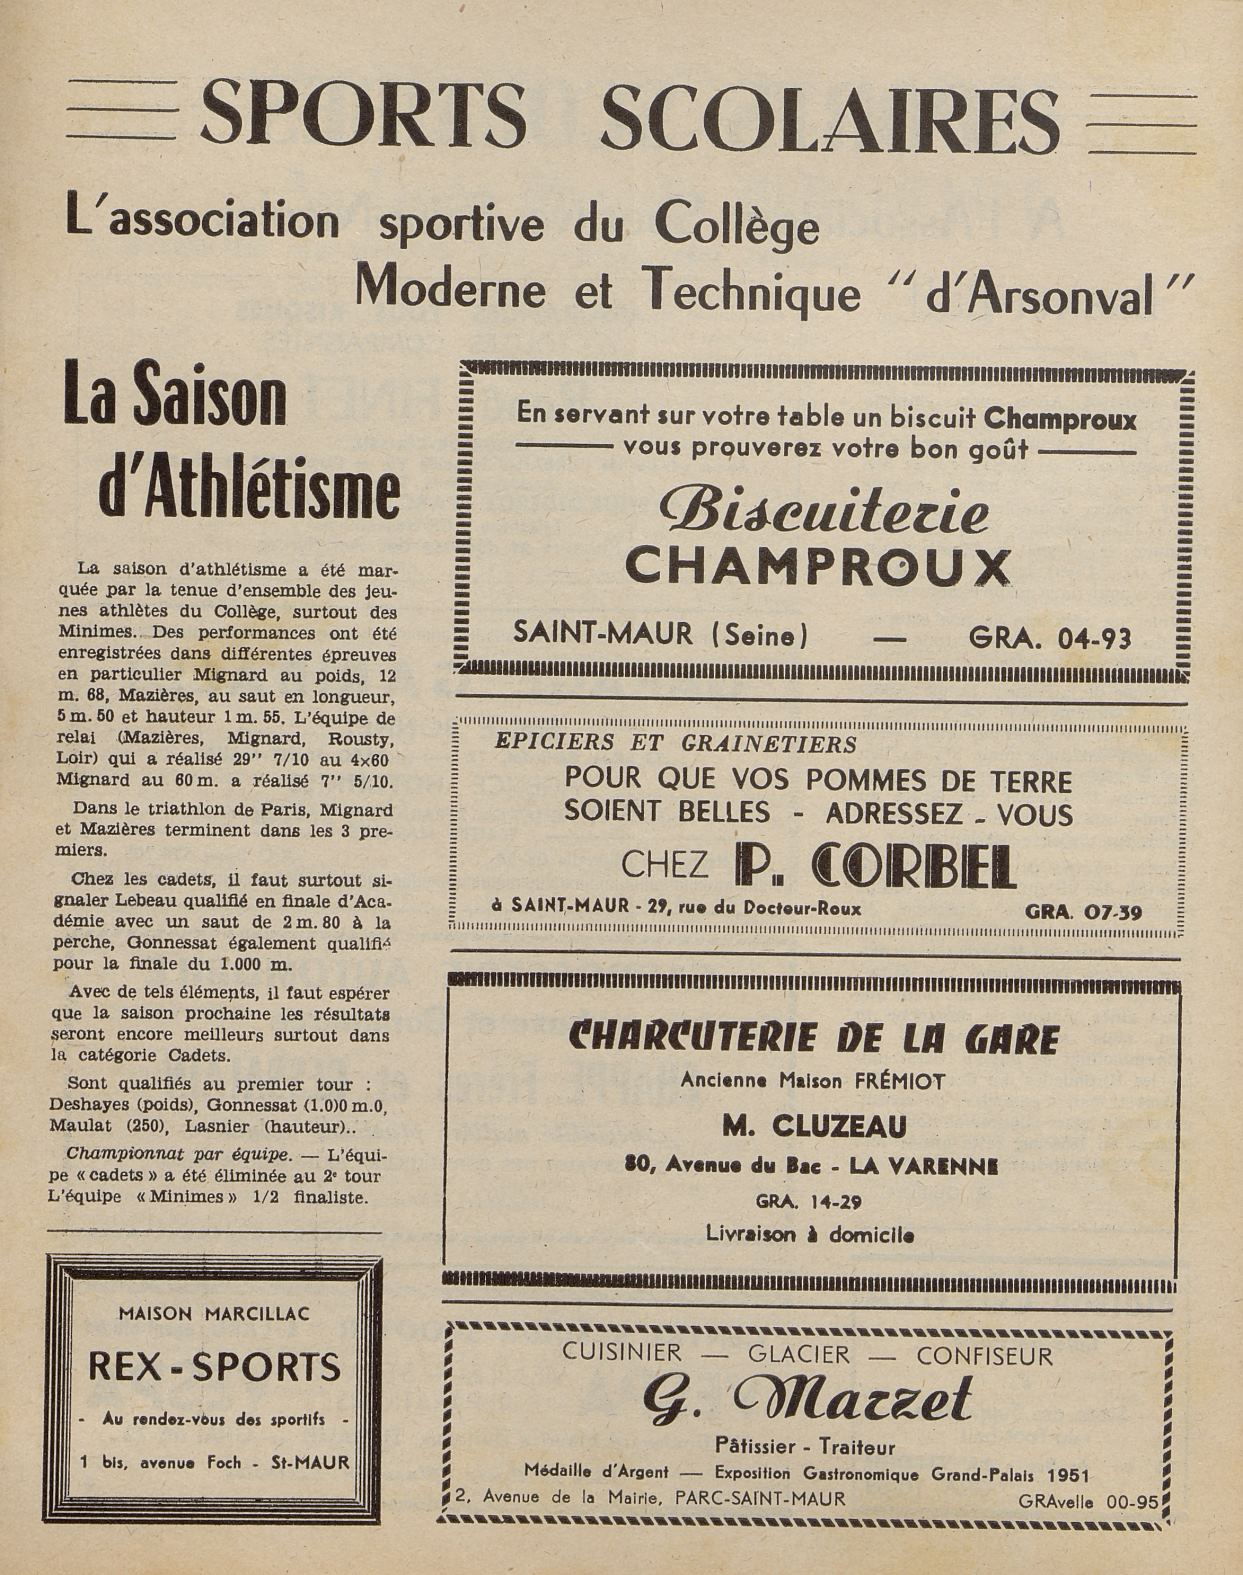 SPORTS SCOLAIRES
L'association sportive du Collège
Moderne et Technique "d'Arsonval"
La Saison
d'Athlétisme
La saison d'athlétisme a été mar-
quée par la tenue d'ensemble des jeu-
nes athlètes du Collège, surtout des
Minimes.. Des performances ont été
enregistrées dans différentes épreuves
en particulier Mignard au poids, 12
m. 68, Mazières, au saut en longueur,
5 m. 50 et hauteur 1 m. 55. L'équipe de
relai (Mazières, Mignard, Rousty,
Loir) qui a réalisé 29'' 7/10 au 4×60
Mignard au 60 m. a réalisé 7'' 5/10.
Dans le triathlon de Paris, Mignard
et Mazières terminent dans les 3 pre-
miers.
Chez les cadets, il faut surtout si-
gnaler Lebeau qualifié en finale d'Aca-
démie avec un saut de 2 m. 80 à la
perche, Gonnessat également qualifié
pour la finale du 1.000 m.
Avec de tels éléments, il faut espérer
que la saison prochaine les résultats
seront encore meilleurs surtout dans
la catégorie Cadets.
Sont qualifiés au premier tour :
Deshayes (poids), Gonnessat (1.0)0 m.0,
Maulat (250), Lasnier (hauteur)..
Championnat par équipe. — L'équi-
pe « cadets » a été éliminée au 2e tour
L'équipe « Minimes » 1/2 finaliste.
MAISON MARCILLAC
REX - SPORTS
- Au rendez-vous des sportifs -
1 bis, avenue Foch - St-MAUR
En servant sur votre table un biscuit Champroux
vous prouverez votre bon goût
Biscuiterie
CHAMPROUX
SAINT-MAUR (Seine) — GRA. 04-93
EPICIERS ET GRAINETIERS
POUR QUE VOS POMMES DE TERRE
SOIENT BELLES - ADRESSEZ - VOUS
CHEZ P. CORBEL
à SAINT-MAUR - 29, rue du Docteur-Roux GRA. 07-39
CHARCUTERIE DE LA GARE
Ancienne Maison FRÉMIOT
M. CLUZEAU
80, Avenue du Bac - LA VARENNE
GRA. 14-29
Livraison à domicile
CUISINIER — GLACIER — CONFISEUR
G. Marzet
Pâtissier - Traiteur
Médaille d'Argent — Exposition Gastronomique Grand-Palais 1951
2, Avenue de la Mairie, PARC-SAINT-MAUR GRAvelle 00-95